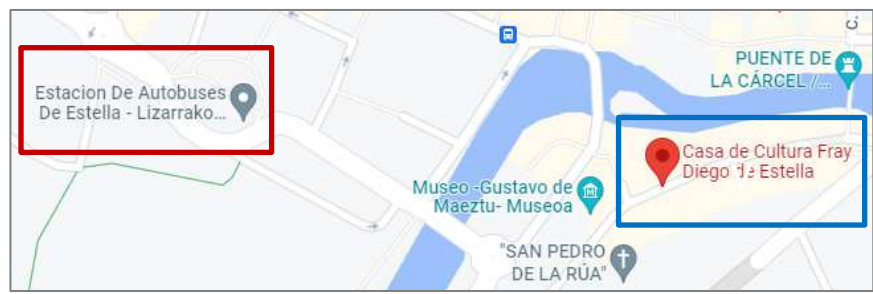 Estacion De Autobuses
De Estella - Lizarrako...
PUENTE DE
LA CÁRCEL /...
C.
Casa de Cultura Fray
Diego de Estella
Museo -Gustavo de
Maeztu- Museoa
"SAN PEDRO
DE LA RÚA"